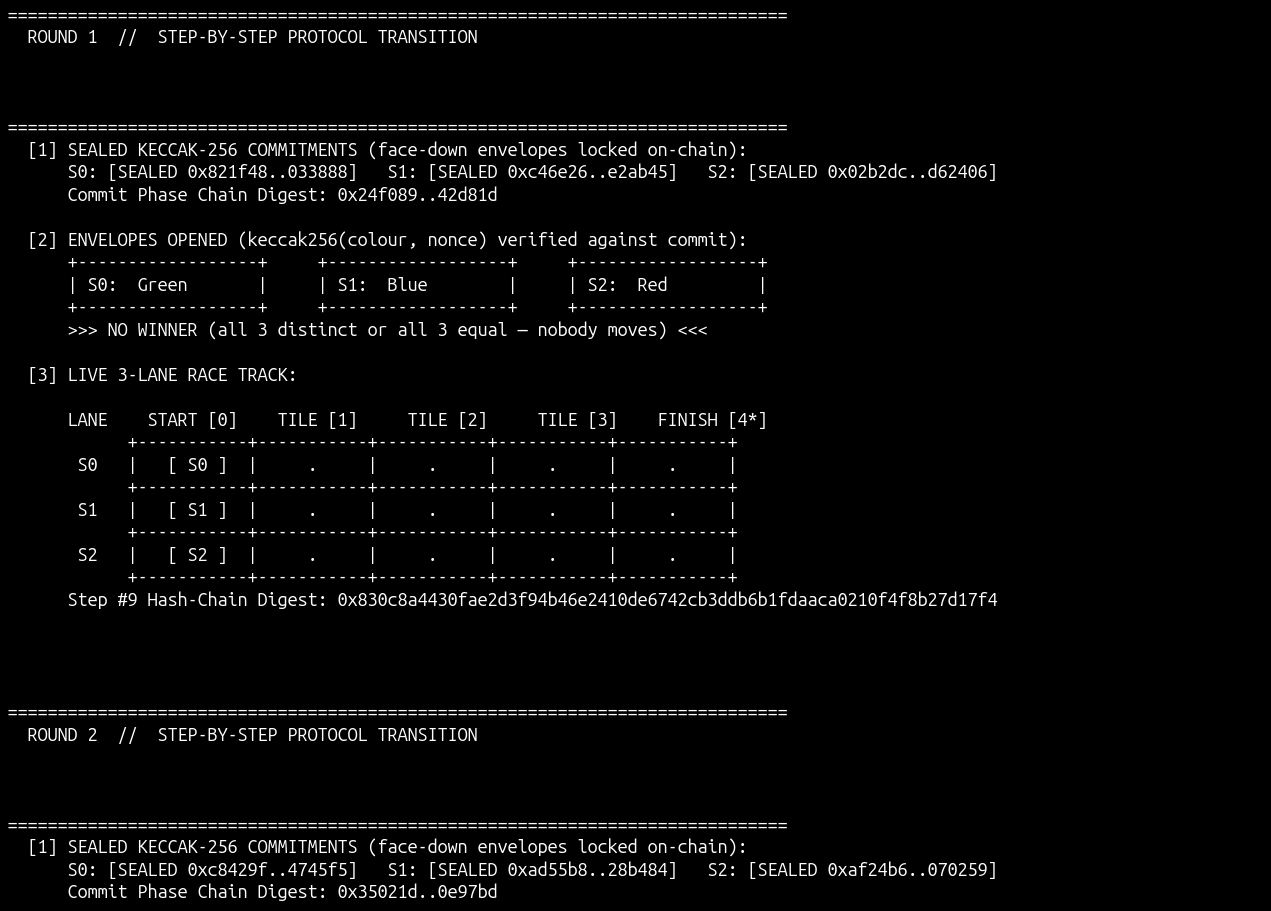 ==============================================================================
  ROUND 1  //  STEP-BY-STEP PROTOCOL TRANSITION
==============================================================================
  [1] SEALED KECCAK-256 COMMITMENTS (face-down envelopes locked on-chain):
      S0: [SEALED 0x821f48..033888]   S1: [SEALED 0xc46e26..e2ab45]   S2: [SEALED 0x02b2dc..d62406]
      Commit Phase Chain Digest: 0x24f089..42d81d
  [2] ENVELOPES OPENED (keccak256(colour, nonce) verified against commit):
      +------------------+     +------------------+     +------------------+
      | S0:  Green       |     | S1:  Blue        |     | S2:  Red         |
      +------------------+     +------------------+     +------------------+
      >>> NO WINNER (all 3 distinct or all 3 equal — nobody moves) <<<
  [3] LIVE 3-LANE RACE TRACK:
      LANE    START [0]    TILE [1]     TILE [2]     TILE [3]    FINISH [4*]
            +-----------+-----------+-----------+-----------+-----------+
       S0   |   [ S0 ]  |     .     |     .     |     .     |     .     |
            +-----------+-----------+-----------+-----------+-----------+
       S1   |   [ S1 ]  |     .     |     .     |     .     |     .     |
            +-----------+-----------+-----------+-----------+-----------+
       S2   |   [ S2 ]  |     .     |     .     |     .     |     .     |
            +-----------+-----------+-----------+-----------+-----------+
      Step #9 Hash-Chain Digest: 0x830c8a4430fae2d3f94b46e2410de6742cb3ddb6b1fdaaca0210f4f8b27d17f4
==============================================================================
  ROUND 2  //  STEP-BY-STEP PROTOCOL TRANSITION
==============================================================================
  [1] SEALED KECCAK-256 COMMITMENTS (face-down envelopes locked on-chain):
      S0: [SEALED 0xc8429f..4745f5]   S1: [SEALED 0xad55b8..28b484]   S2: [SEALED 0xaf24b6..070259]
      Commit Phase Chain Digest: 0x35021d..0e97bd